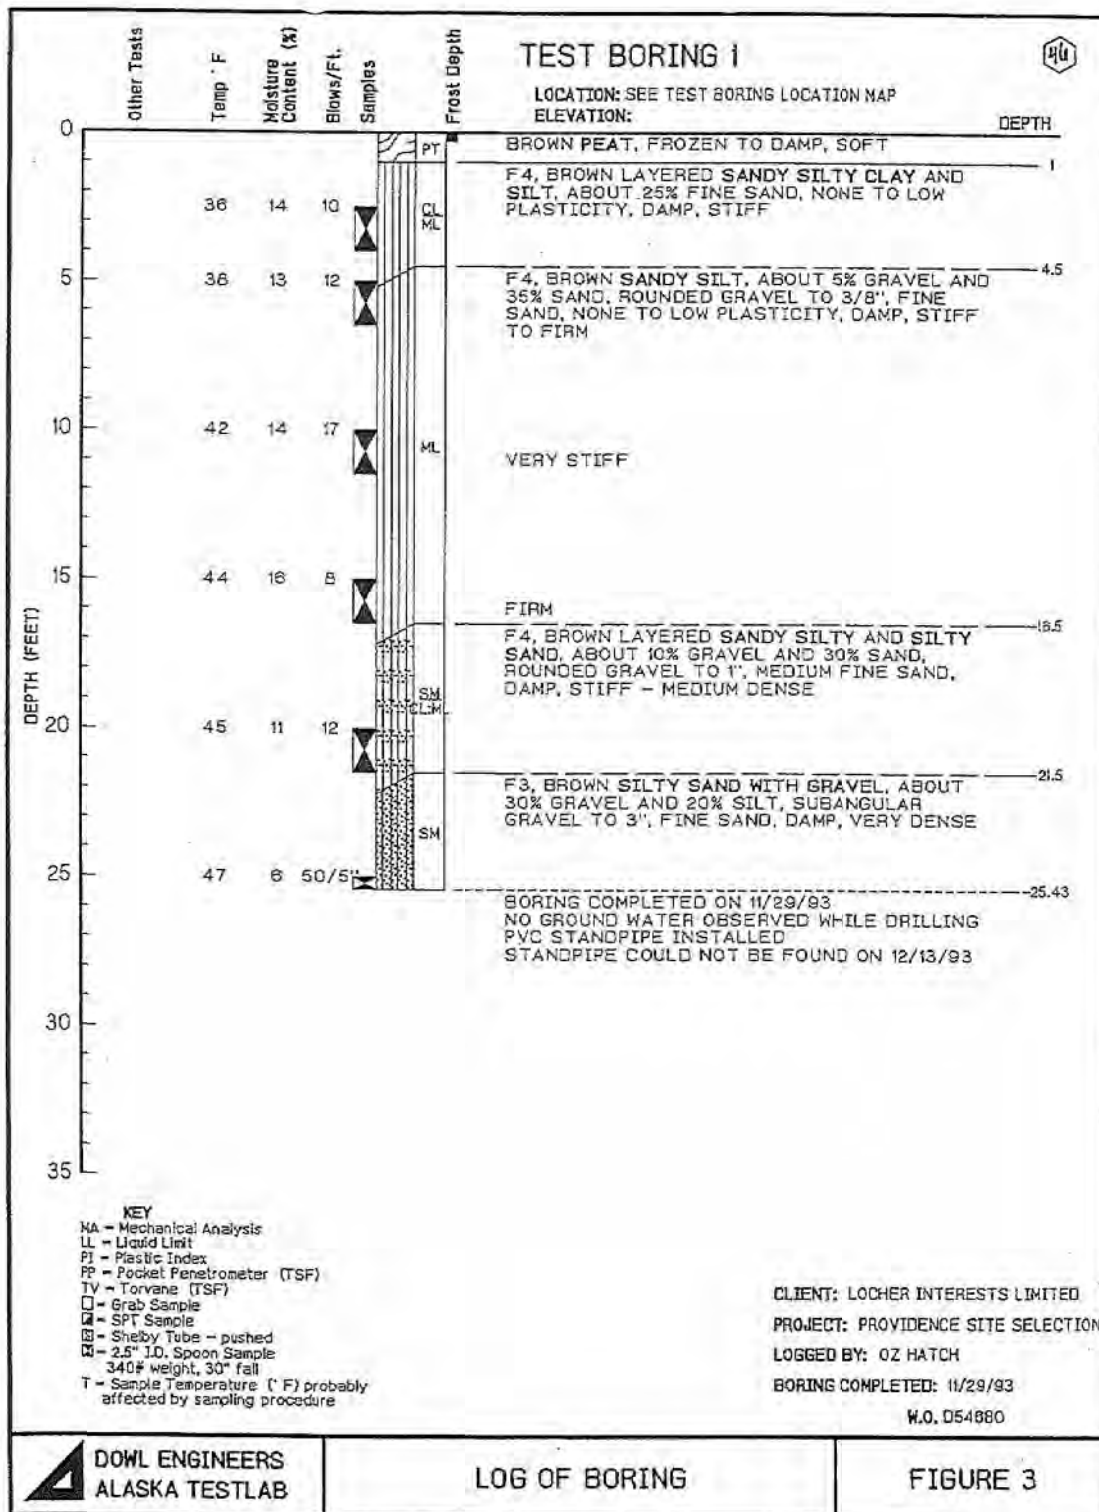 Other Tests
Temp °F
Moisture Content (%)
Blows/Ft.
Samples
Frost Depth
TEST BORING 1
46
LOCATION: SEE TEST BORING LOCATION MAP
ELEVATION:
DEPTH
0
PT
BROWN PEAT, FROZEN TO DAMP, SOFT
1
F4, BROWN LAYERED SANDY SILTY CLAY AND
SILT, ABOUT 25% FINE SAND, NONE TO LOW
PLASTICITY, DAMP, STIFF
36 14 10
CL
ML
4.5
5
36 13 12
F4, BROWN SANDY SILT, ABOUT 5% GRAVEL AND
35% SAND, ROUNDED GRAVEL TO 3/8", FINE
SAND, NONE TO LOW PLASTICITY, DAMP, STIFF
TO FIRM
10
42 14 17
ML
VERY STIFF
15
44 16 8
FIRM
16.5
F4, BROWN LAYERED SANDY SILTY AND SILTY
SAND, ABOUT 10% GRAVEL AND 30% SAND,
ROUNDED GRAVEL TO 1", MEDIUM FINE SAND,
DAMP, STIFF - MEDIUM DENSE
SM
CL:ML
DEPTH (FEET)
20
45 11 12
21.5
F3, BROWN SILTY SAND WITH GRAVEL, ABOUT
30% GRAVEL AND 20% SILT, SUBANGULAR
GRAVEL TO 3", FINE SAND, DAMP, VERY DENSE
SM
25
47 6 50/5"
25.43
BORING COMPLETED ON 11/29/93
NO GROUND WATER OBSERVED WHILE DRILLING
PVC STANDPIPE INSTALLED
STANDPIPE COULD NOT BE FOUND ON 12/13/93
30
35
KEY
MA - Mechanical Analysis
LL - Liquid Limit
PI - Plastic Index
PP - Pocket Penetrometer (TSF)
TV - Torvane (TSF)
- Grab Sample
- SPT Sample
- Shelby Tube - pushed
- 2.5" I.D. Spoon Sample
340# weight, 30" fall
T - Sample Temperature (°F) probably
affected by sampling procedure
CLIENT: LOCHER INTERESTS LIMITED
PROJECT: PROVIDENCE SITE SELECTION
LOGGED BY: OZ HATCH
BORING COMPLETED: 11/29/93
W.O. D54880
DOWL ENGINEERS
ALASKA TESTLAB
LOG OF BORING
FIGURE 3